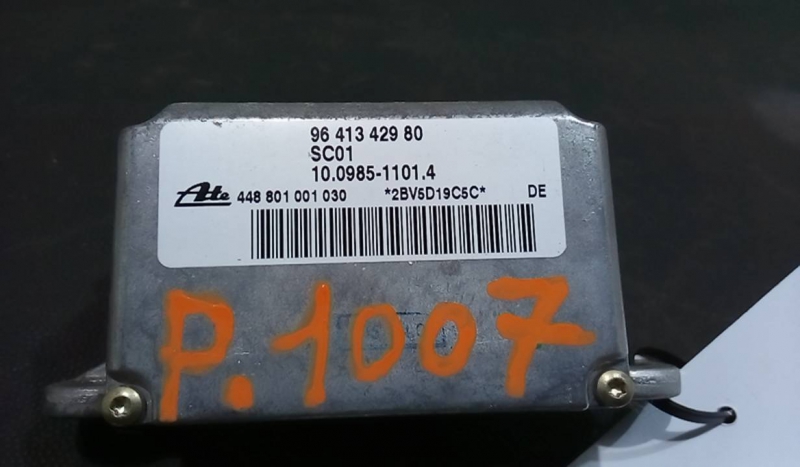 96 413 429 80
SC01
10.0985-1101.4
Ate 448 801 001 030 *2BV5D19C5C* DE
P.1007